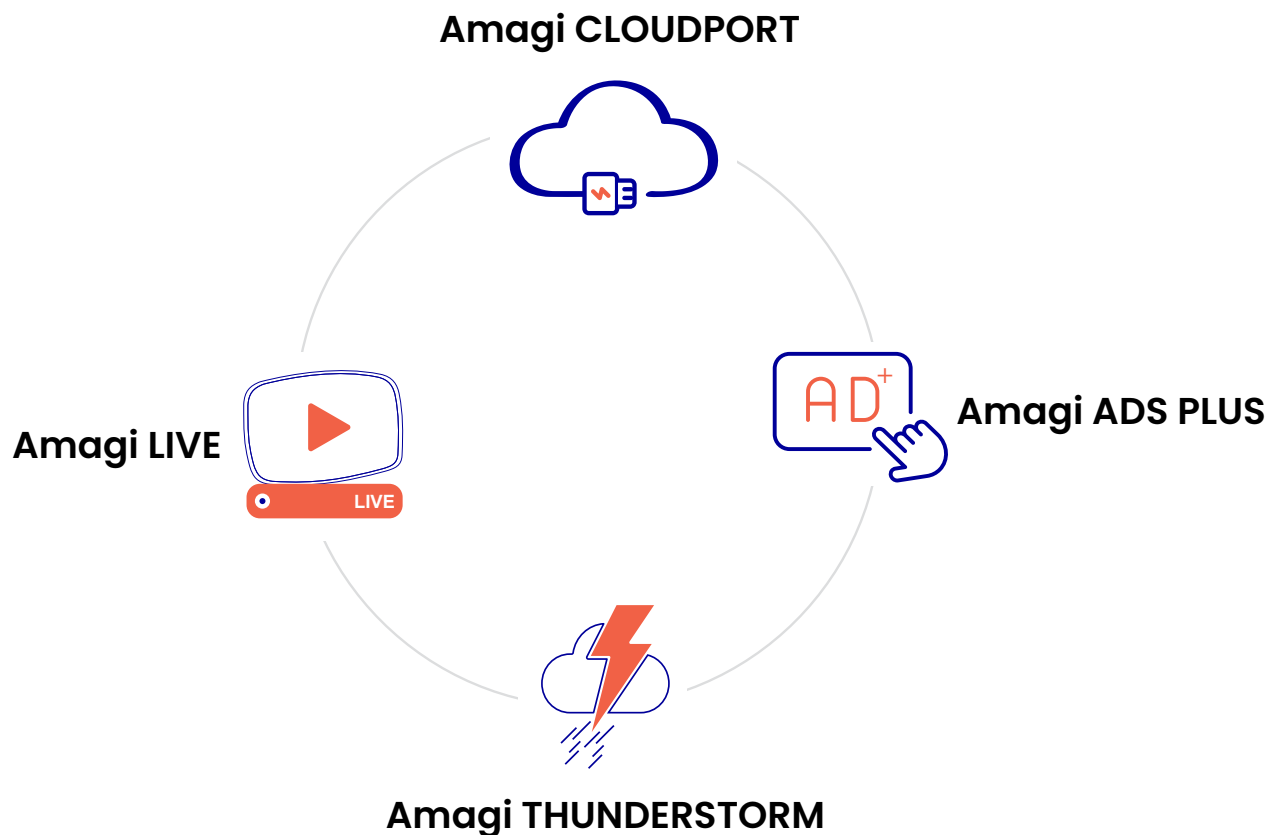 Amagi CLOUDPORT
AD+
Amagi ADS PLUS
Amagi LIVE
LIVE
Amagi THUNDERSTORM